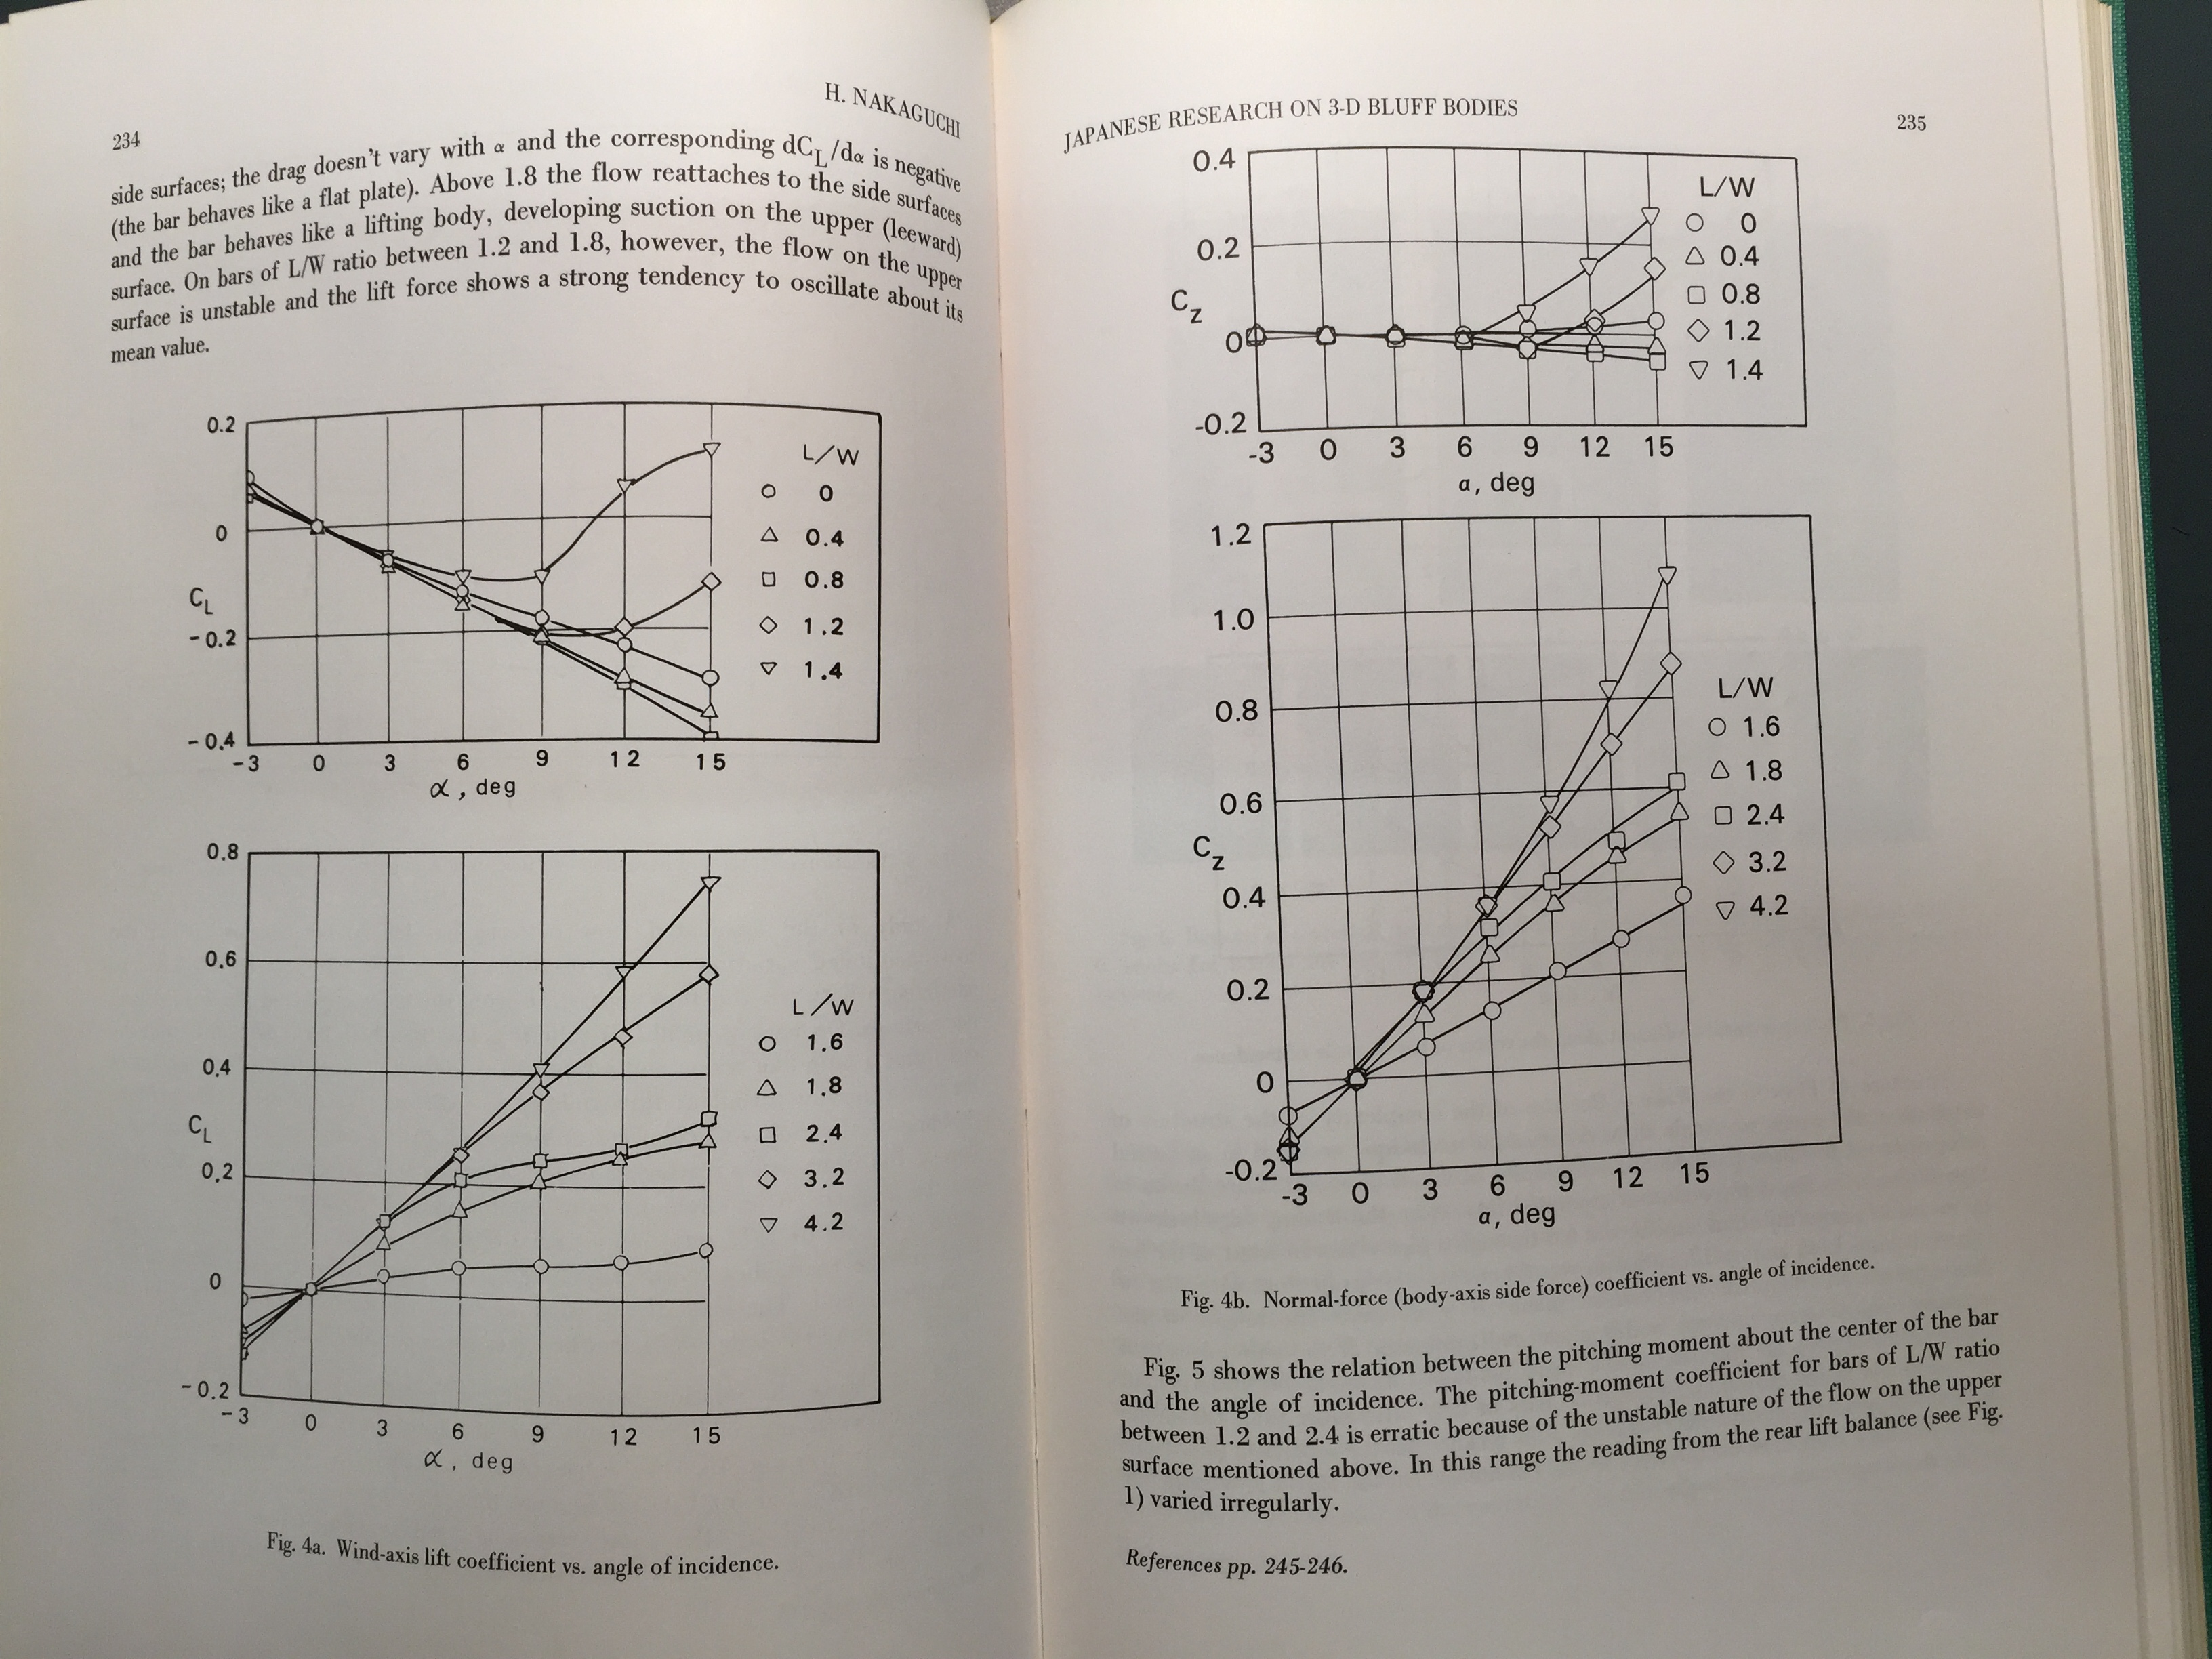 234
H. NAKAGUCHI
side surfaces; the drag doesn't vary with α and the corresponding dC_L/dα is negative
(the bar behaves like a flat plate). Above 1.8 the flow reattaches to the side surfaces
and the bar behaves like a lifting body, developing suction on the upper (leeward)
surface. On bars of L/W ratio between 1.2 and 1.8, however, the flow on the upper
surface is unstable and the lift force shows a strong tendency to oscillate about its
mean value.
0.2
0
C_L
-0.2
-0.4
-3 0 3 6 9 12 15
α, deg
L/W
○ 0
△ 0.4
□ 0.8
◇ 1.2
▽ 1.4
0.8
0.6
0.4
C_L
0.2
0
-0.2
-3 0 3 6 9 12 15
α, deg
L/W
○ 1.6
△ 1.8
□ 2.4
◇ 3.2
▽ 4.2
Fig. 4a. Wind-axis lift coefficient vs. angle of incidence.
JAPANESE RESEARCH ON 3-D BLUFF BODIES
235
0.4
0.2
C_z
0
-0.2
-3 0 3 6 9 12 15
α, deg
L/W
○ 0
△ 0.4
□ 0.8
◇ 1.2
▽ 1.4
1.2
1.0
0.8
0.6
C_z
0.4
0.2
0
-0.2
-3 0 3 6 9 12 15
α, deg
L/W
○ 1.6
△ 1.8
□ 2.4
◇ 3.2
▽ 4.2
Fig. 4b. Normal-force (body-axis side force) coefficient vs. angle of incidence.
Fig. 5 shows the relation between the pitching moment about the center of the bar
and the angle of incidence. The pitching-moment coefficient for bars of L/W ratio
between 1.2 and 2.4 is erratic because of the unstable nature of the flow on the upper
surface mentioned above. In this range the reading from the rear lift balance (see Fig.
1) varied irregularly.
References pp. 245-246.